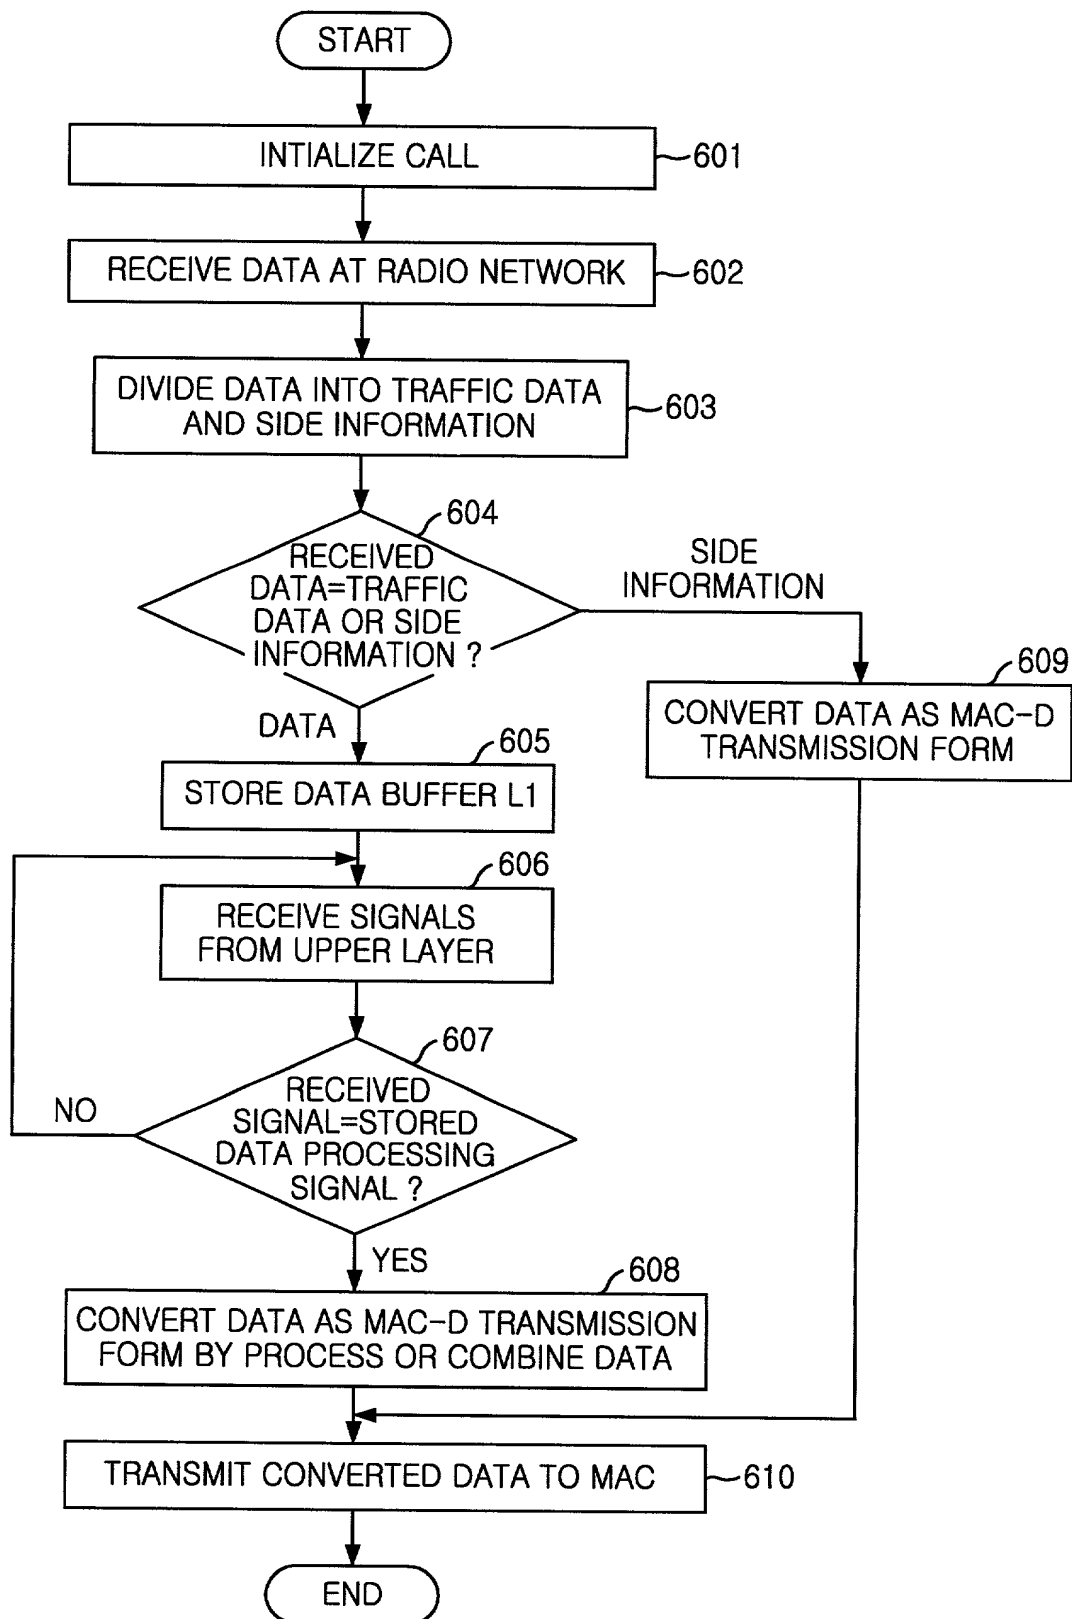 START
INTIALIZE CALL
601
RECEIVE DATA AT RADIO NETWORK
602
DIVIDE DATA INTO TRAFFIC DATA
AND SIDE INFORMATION
603
604
RECEIVED
DATA=TRAFFIC
DATA OR SIDE
INFORMATION ?
SIDE
INFORMATION
609
CONVERT DATA AS MAC-D
TRANSMISSION FORM
DATA
605
STORE DATA BUFFER L1
606
RECEIVE SIGNALS
FROM UPPER LAYER
607
RECEIVED
SIGNAL=STORED
DATA PROCESSING
SIGNAL ?
NO
YES
608
CONVERT DATA AS MAC-D TRANSMISSION
FORM BY PROCESS OR COMBINE DATA
TRANSMIT CONVERTED DATA TO MAC
610
END